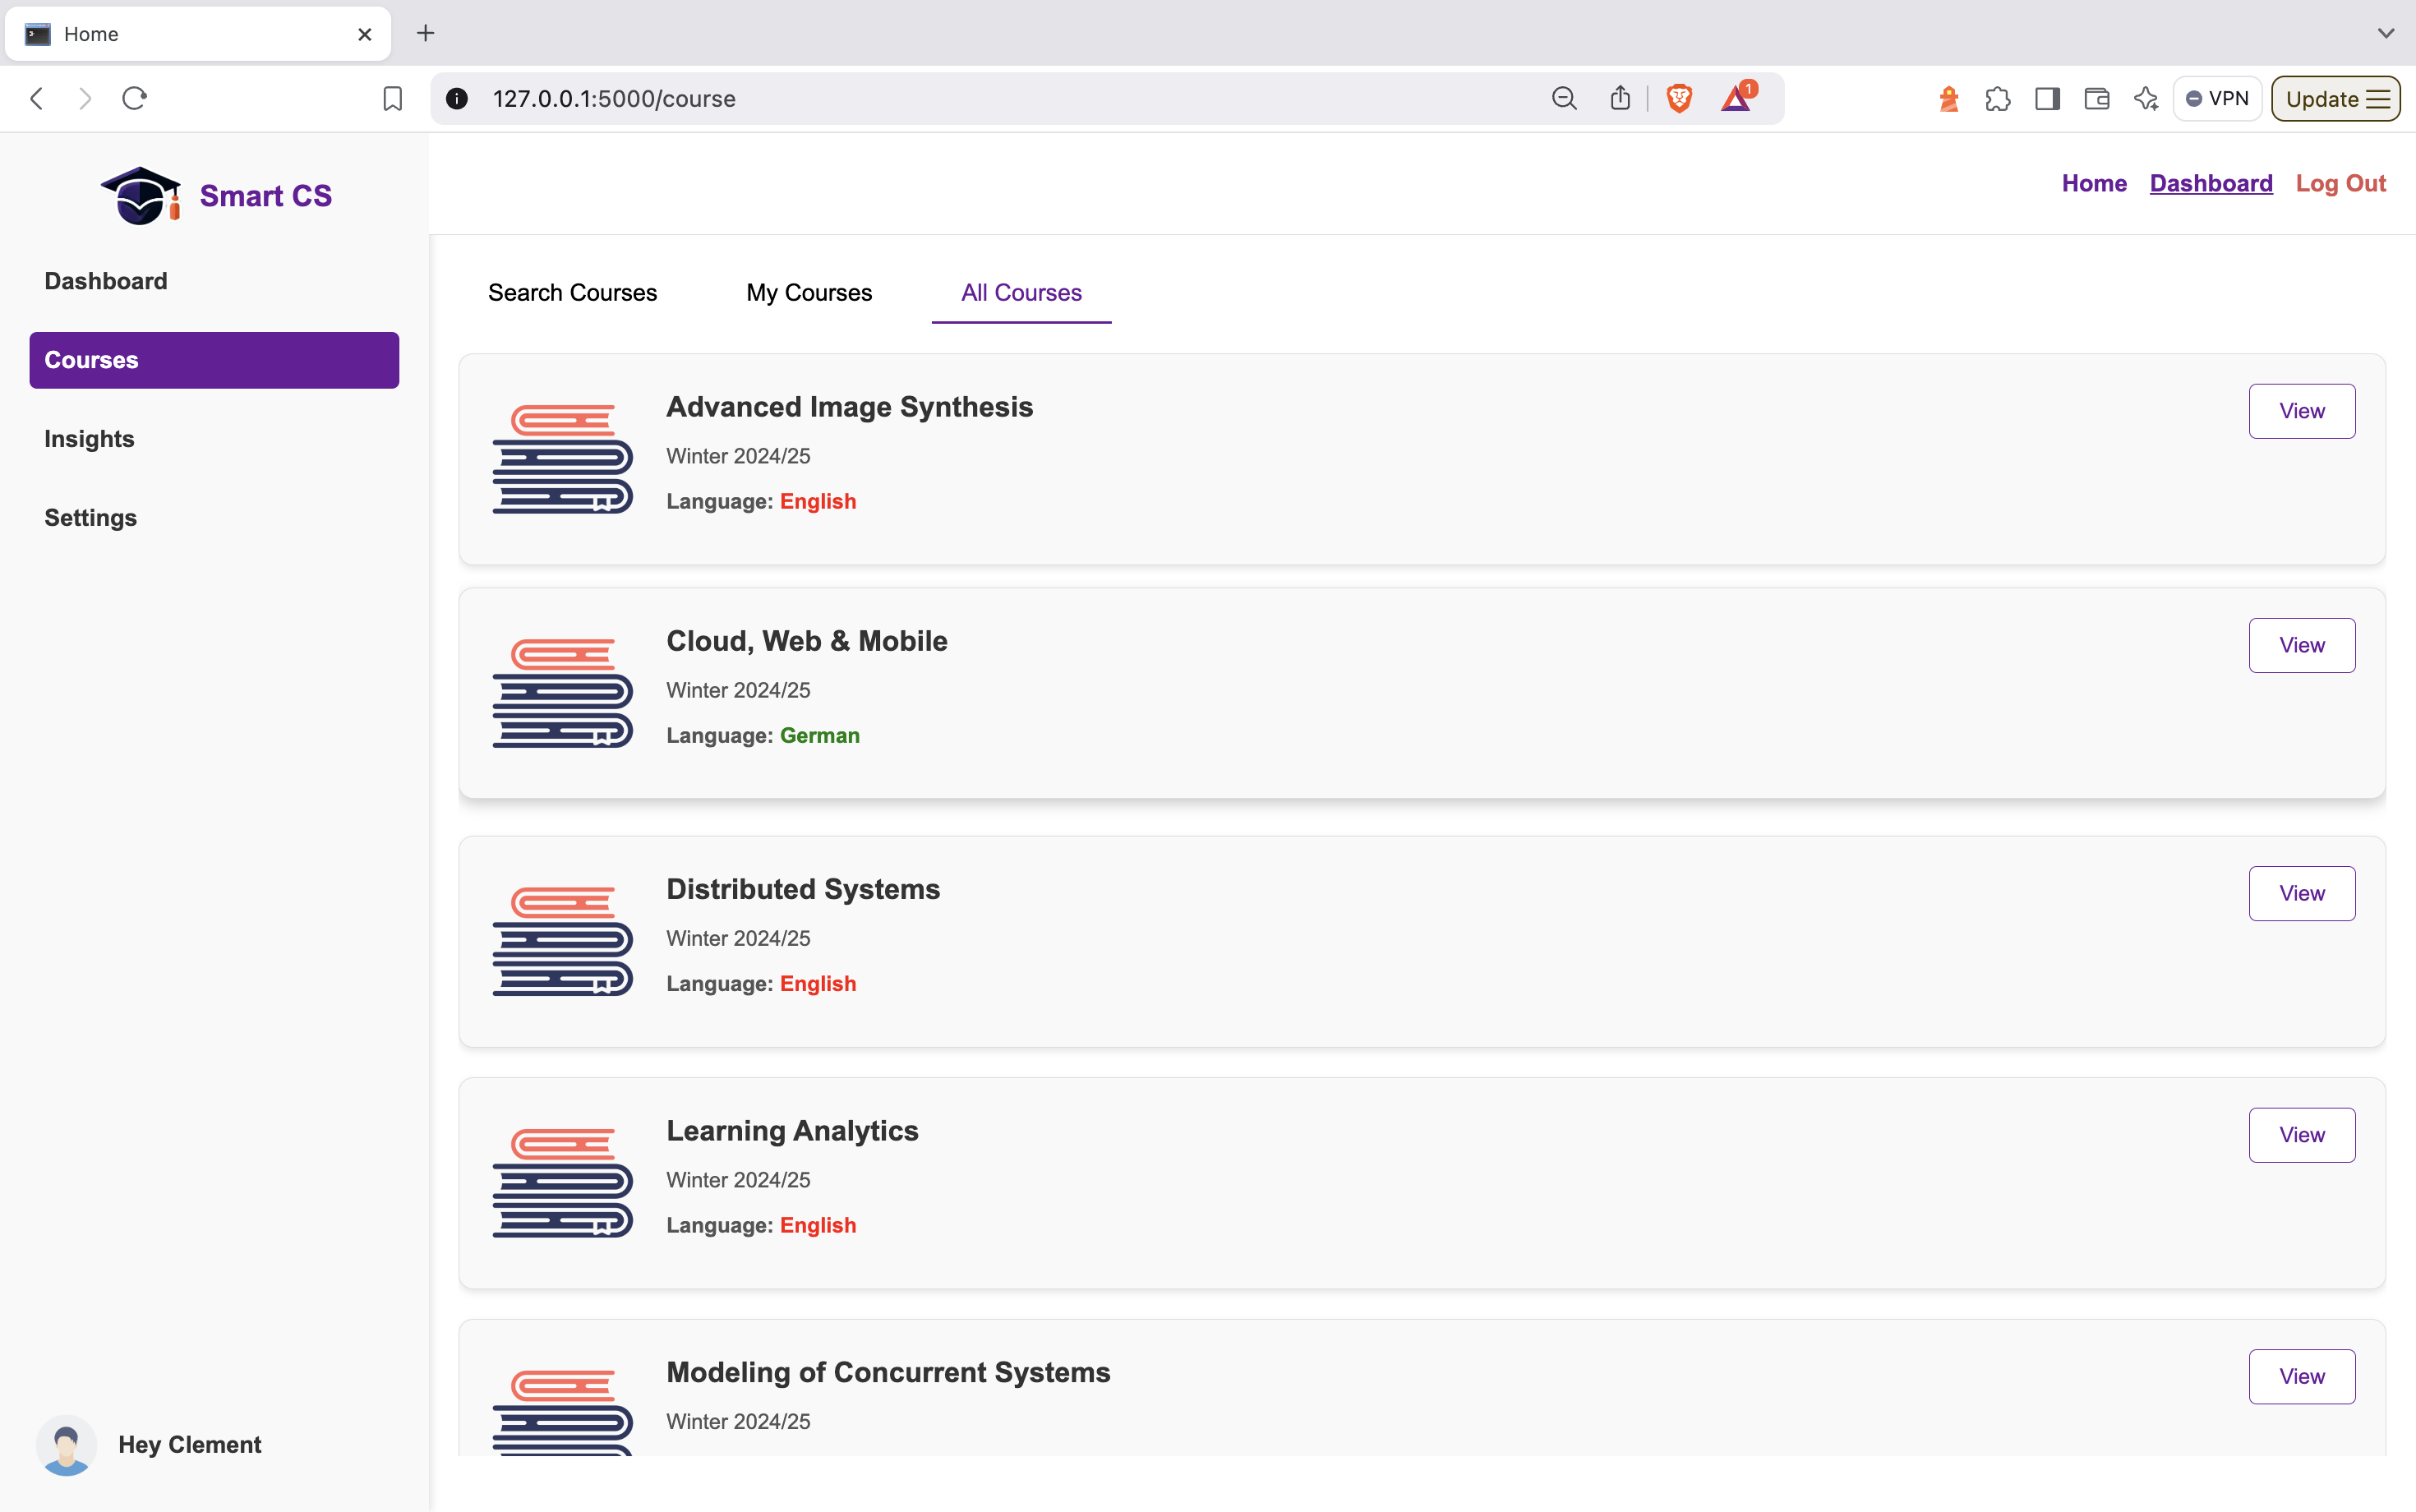 Home
127.0.0.1:5000/course
1
VPN
Update
Smart CS
Home
Dashboard
Log Out
Dashboard
Courses
Insights
Settings
Hey Clement
Search Courses
My Courses
All Courses
Advanced Image Synthesis
Winter 2024/25
Language: English
View
Cloud, Web & Mobile
Winter 2024/25
Language: German
View
Distributed Systems
Winter 2024/25
Language: English
View
Learning Analytics
Winter 2024/25
Language: English
View
Modeling of Concurrent Systems
Winter 2024/25
View